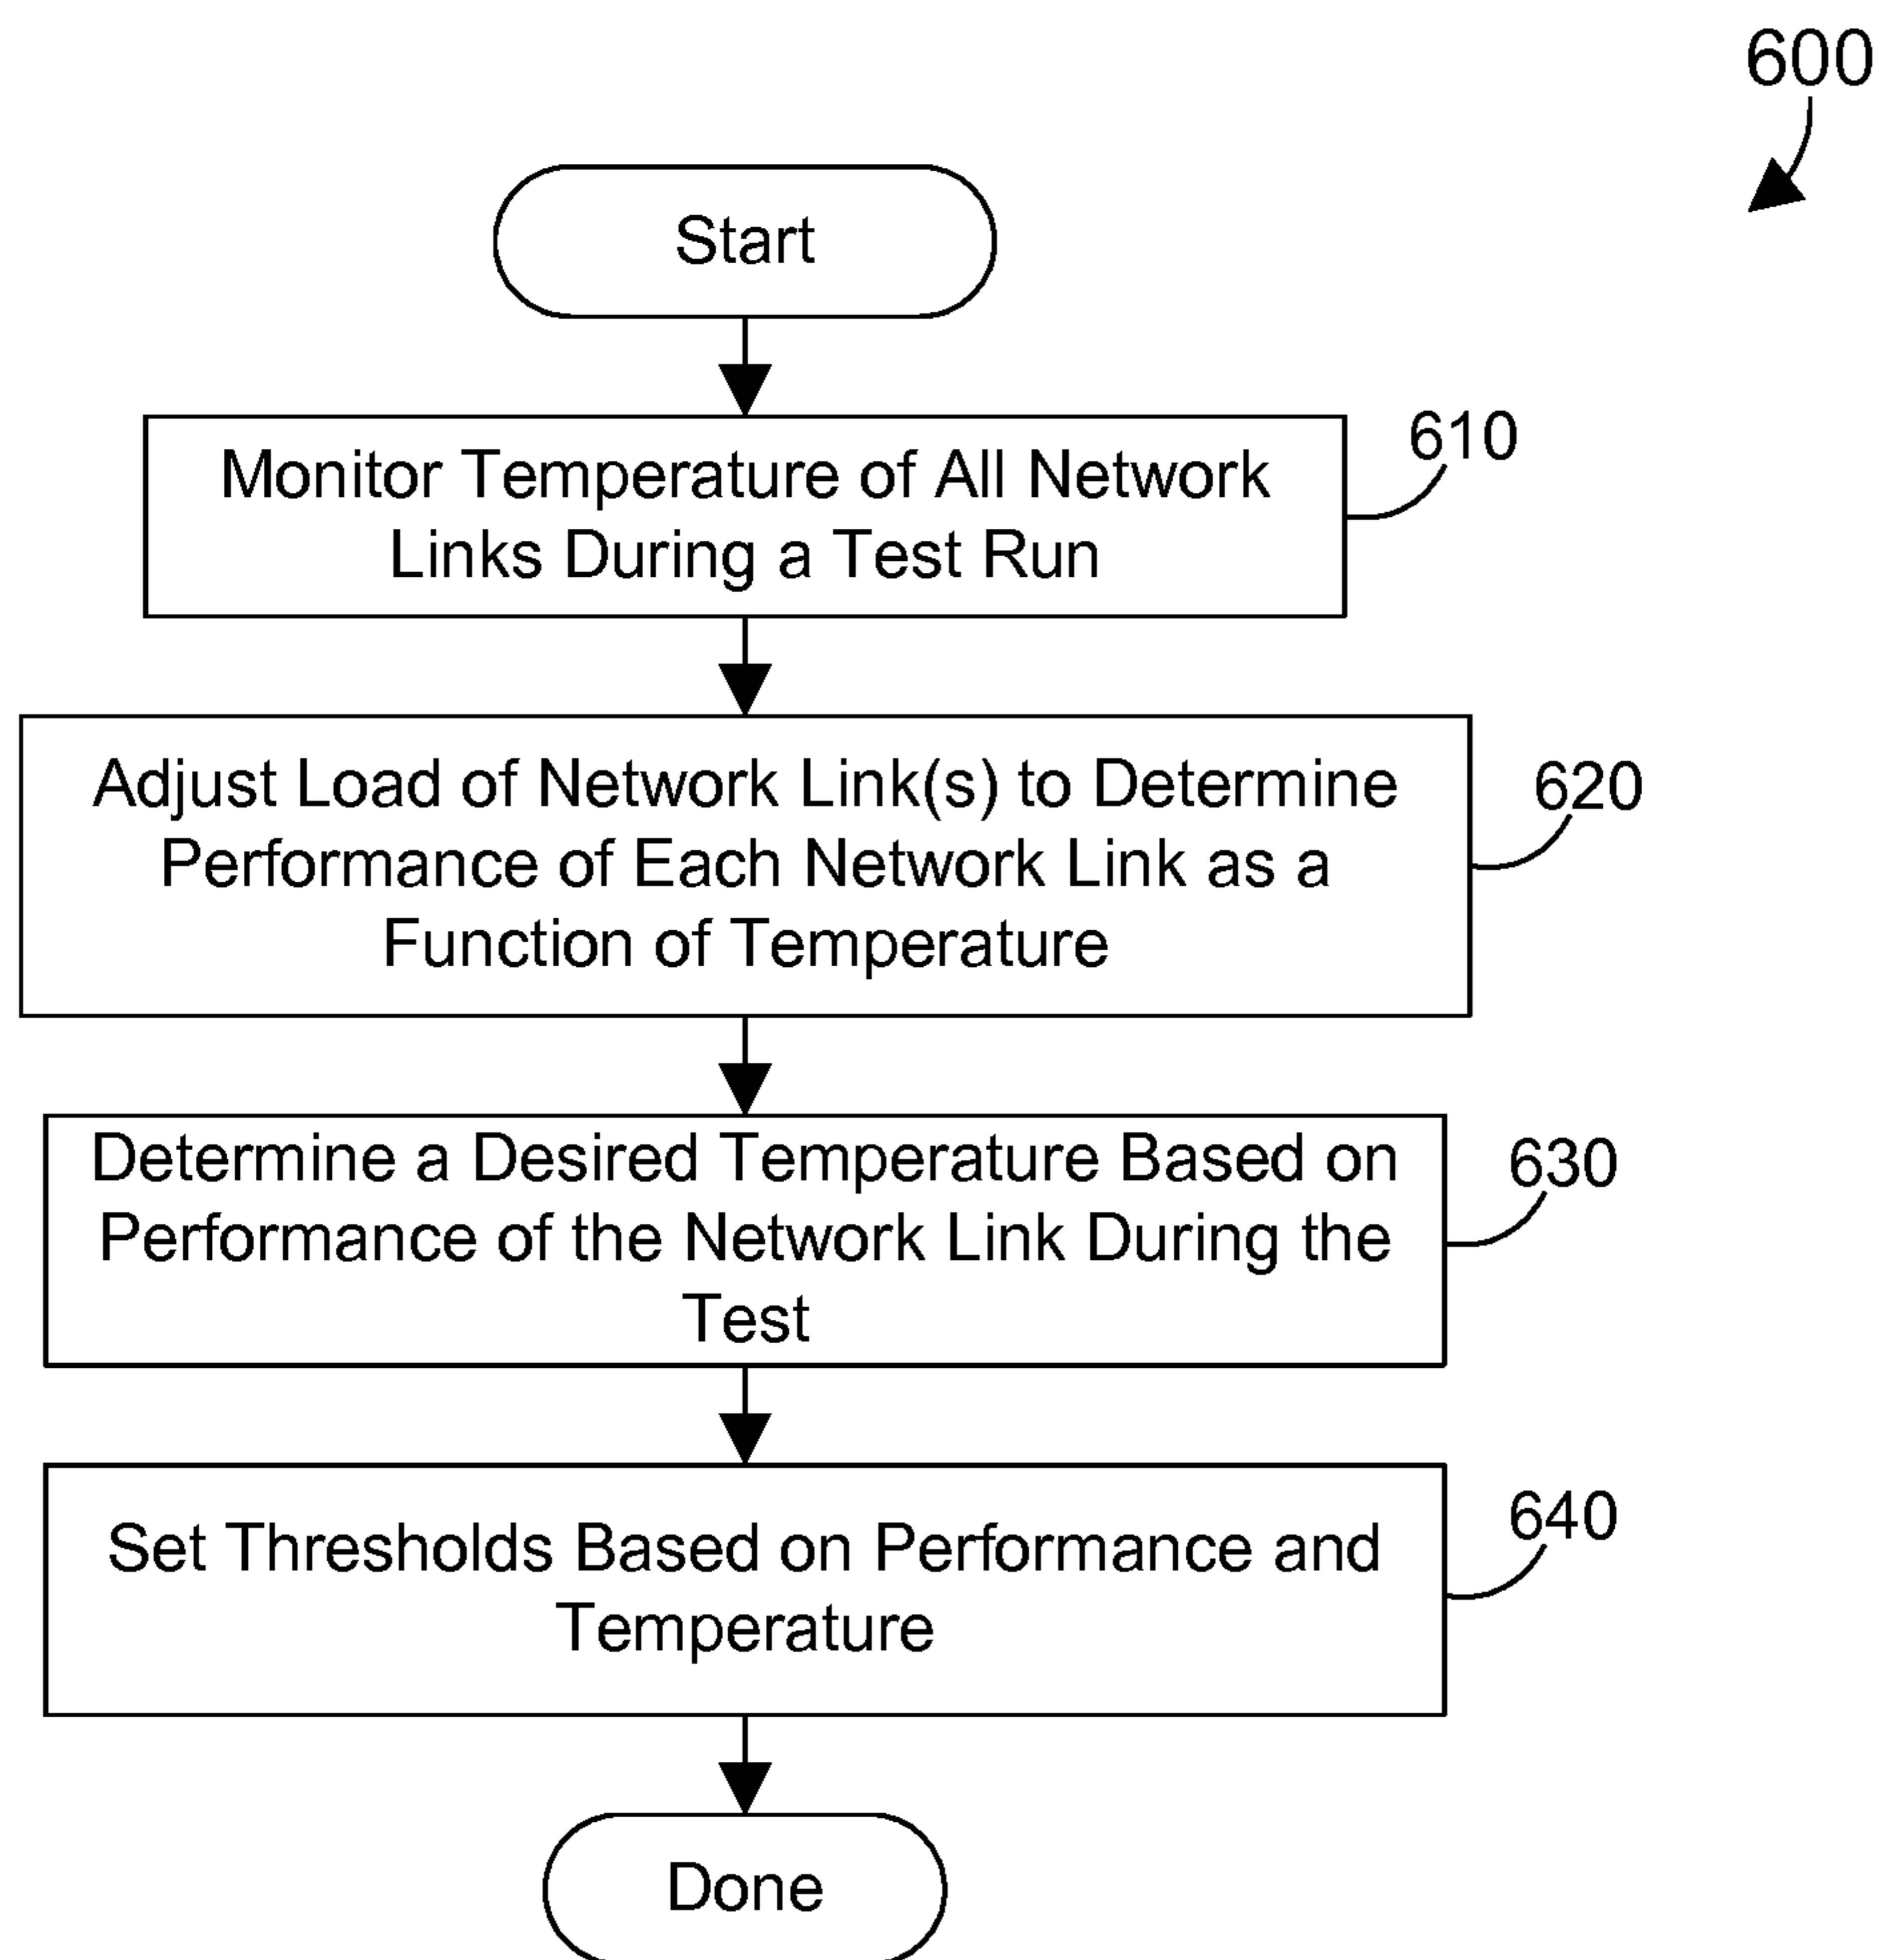 600
Start
Monitor Temperature of All Network
Links During a Test Run
610
Adjust Load of Network Link(s) to Determine
Performance of Each Network Link as a
Function of Temperature
620
Determine a Desired Temperature Based on
Performance of the Network Link During the
Test
630
Set Thresholds Based on Performance and
Temperature
640
Done